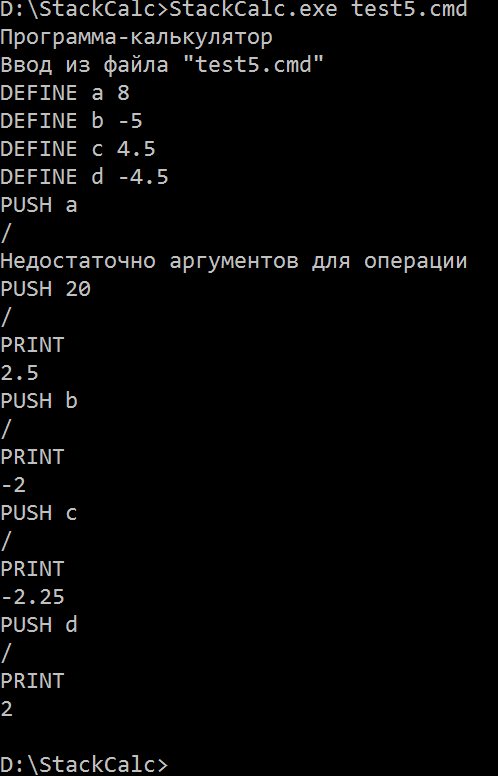 D:\StackCalc>StackCalc.exe test5.cmd
Программа-калькулятор
Ввод из файла "test5.cmd"
DEFINE a 8
DEFINE b -5
DEFINE c 4.5
DEFINE d -4.5
PUSH a
/
Недостаточно аргументов для операции
PUSH 20
/
PRINT
2.5
PUSH b
/
PRINT
-2
PUSH c
/
PRINT
-2.25
PUSH d
/
PRINT
2
D:\StackCalc>